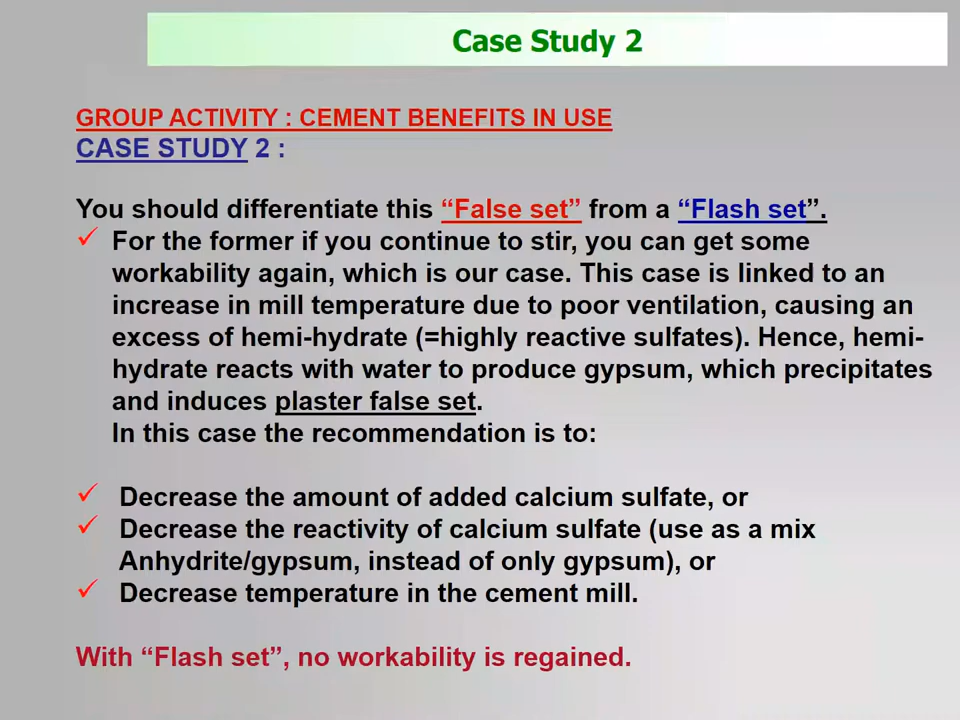 Case Study 2
GROUP ACTIVITY : CEMENT BENEFITS IN USE
CASE STUDY 2 :
You should differentiate this “False set” from a “Flash set”.
✓ For the former if you continue to stir, you can get some
workability again, which is our case. This case is linked to an
increase in mill temperature due to poor ventilation, causing an
excess of hemi-hydrate (=highly reactive sulfates). Hence, hemi-
hydrate reacts with water to produce gypsum, which precipitates
and induces plaster false set.
In this case the recommendation is to:
✓ Decrease the amount of added calcium sulfate, or
✓ Decrease the reactivity of calcium sulfate (use as a mix
Anhydrite/gypsum, instead of only gypsum), or
✓ Decrease temperature in the cement mill.
With “Flash set”, no workability is regained.